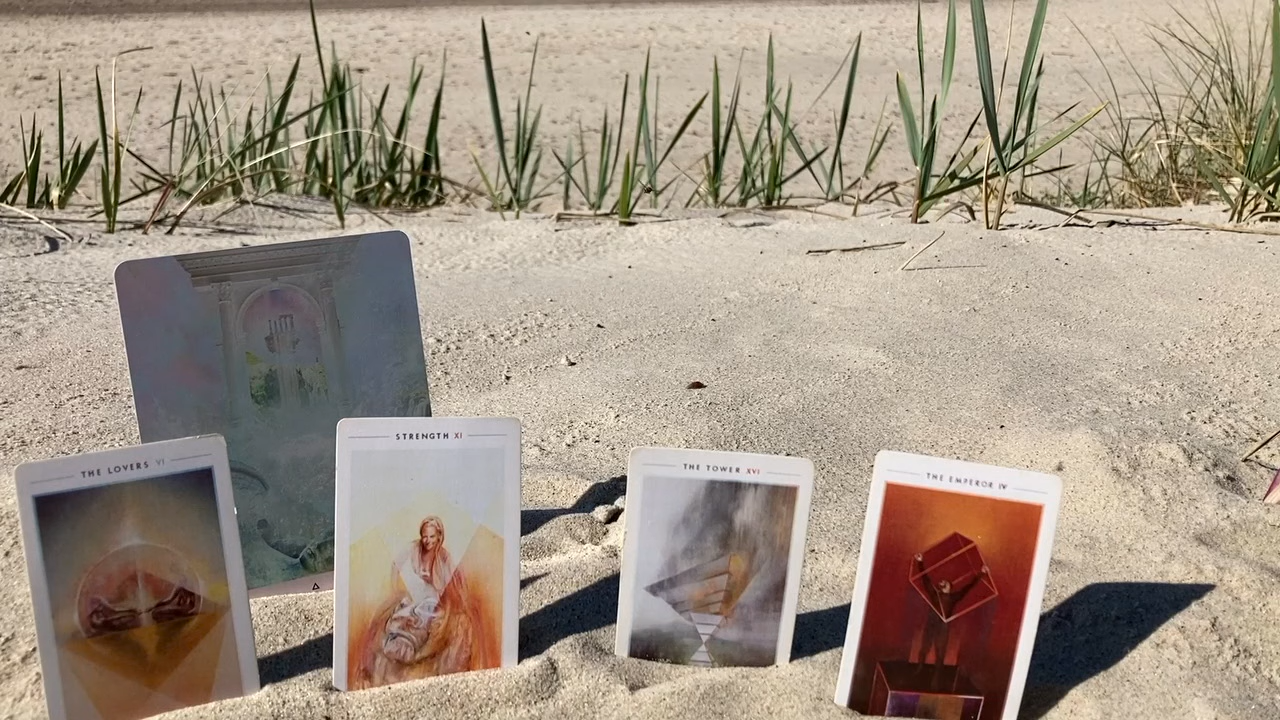 THE LOVERS VI
STRENGTH XI
THE TOWER XVI
THE EMPEROR IV